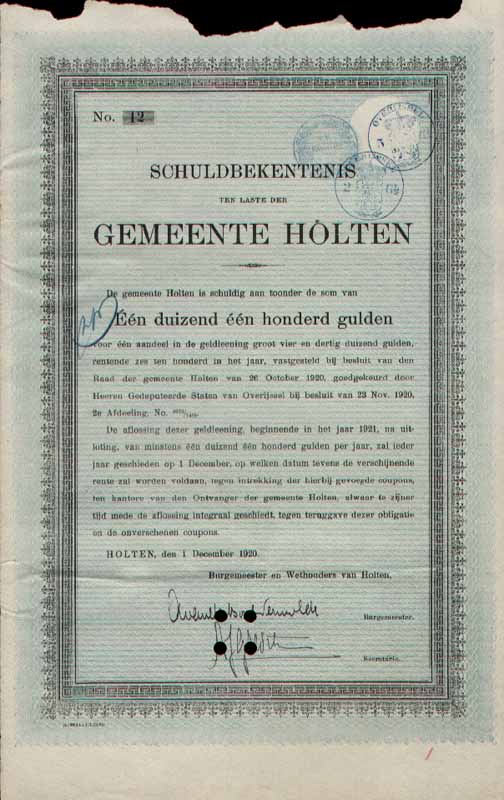 No. 12
OVERIJSSEL
SCHULDBEKENTENIS
TEN LASTE DER
GEMEENTE HOLTEN
De gemeente Holten is schuldig aan toonder de som van
Één duizend één honderd gulden
voor één aandeel in de geldleening groot vier en dertig duizend gulden,
rentende zes ten honderd in het jaar, vastgesteld bij besluit van den
Raad der gemeente Holten van 26 October 1920, goedgekeurd door
Heeren Gedeputeerde Staten van Overijssel bij besluit van 23 Nov. 1920,
2e Afdeeling, No.
De aflossing dezer geldleening, beginnende in het jaar 1921, na uit-
loting, van minstens één duizend één honderd gulden per jaar, zal ieder
jaar geschieden op 1 December, op welken datum tevens de verschijnende
rente zal worden voldaan, tegen intrekking der hierbij gevoegde coupons,
ten kantore van den Ontvanger der gemeente Holten, alwaar te zijner
tijd mede de aflossing integraal geschiedt, tegen teruggave dezer obligatie
en de onverschenen coupons.
HOLTEN, den 1 December 1920.
Burgemeester en Wethouders van Holten,
Burgemeester.
Secretaris.